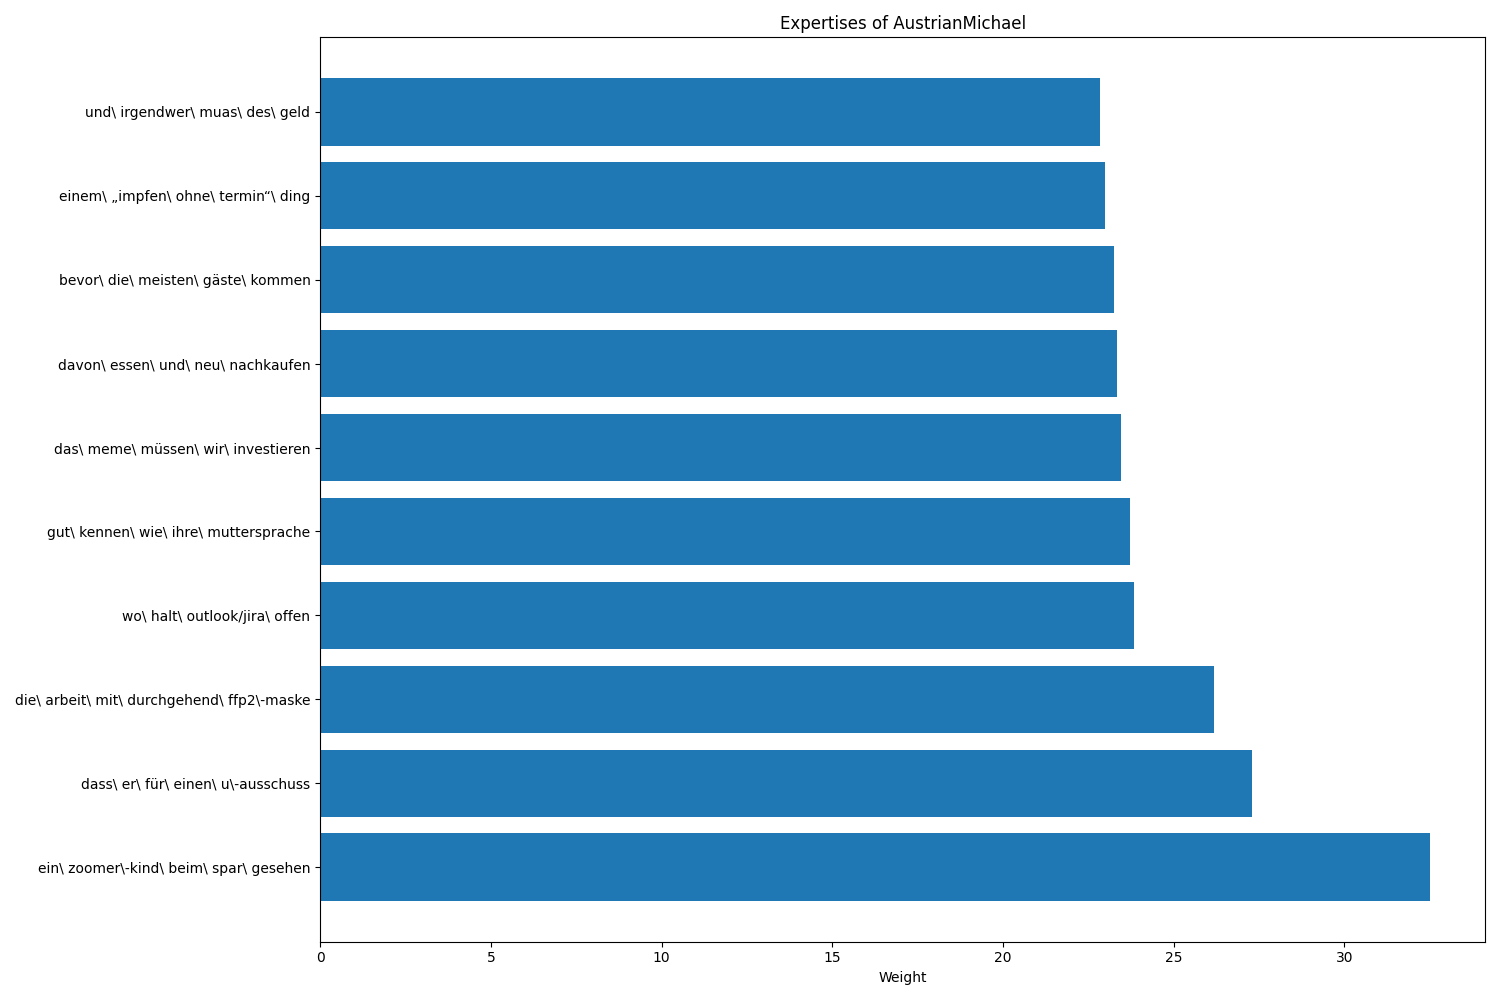 Expertises of AustrianMichael
und\ irgendwer\ muas\ des\ geld
einem\ „impfen\ ohne\ termin“\ ding
bevor\ die\ meisten\ gäste\ kommen
davon\ essen\ und\ neu\ nachkaufen
das\ meme\ müssen\ wir\ investieren
gut\ kennen\ wie\ ihre\ muttersprache
wo\ halt\ outlook/jira\ offen
die\ arbeit\ mit\ durchgehend\ ffp2\-maske
dass\ er\ für\ einen\ u\-ausschuss
ein\ zoomer\-kind\ beim\ spar\ gesehen
0 5 10 15 20 25 30
Weight